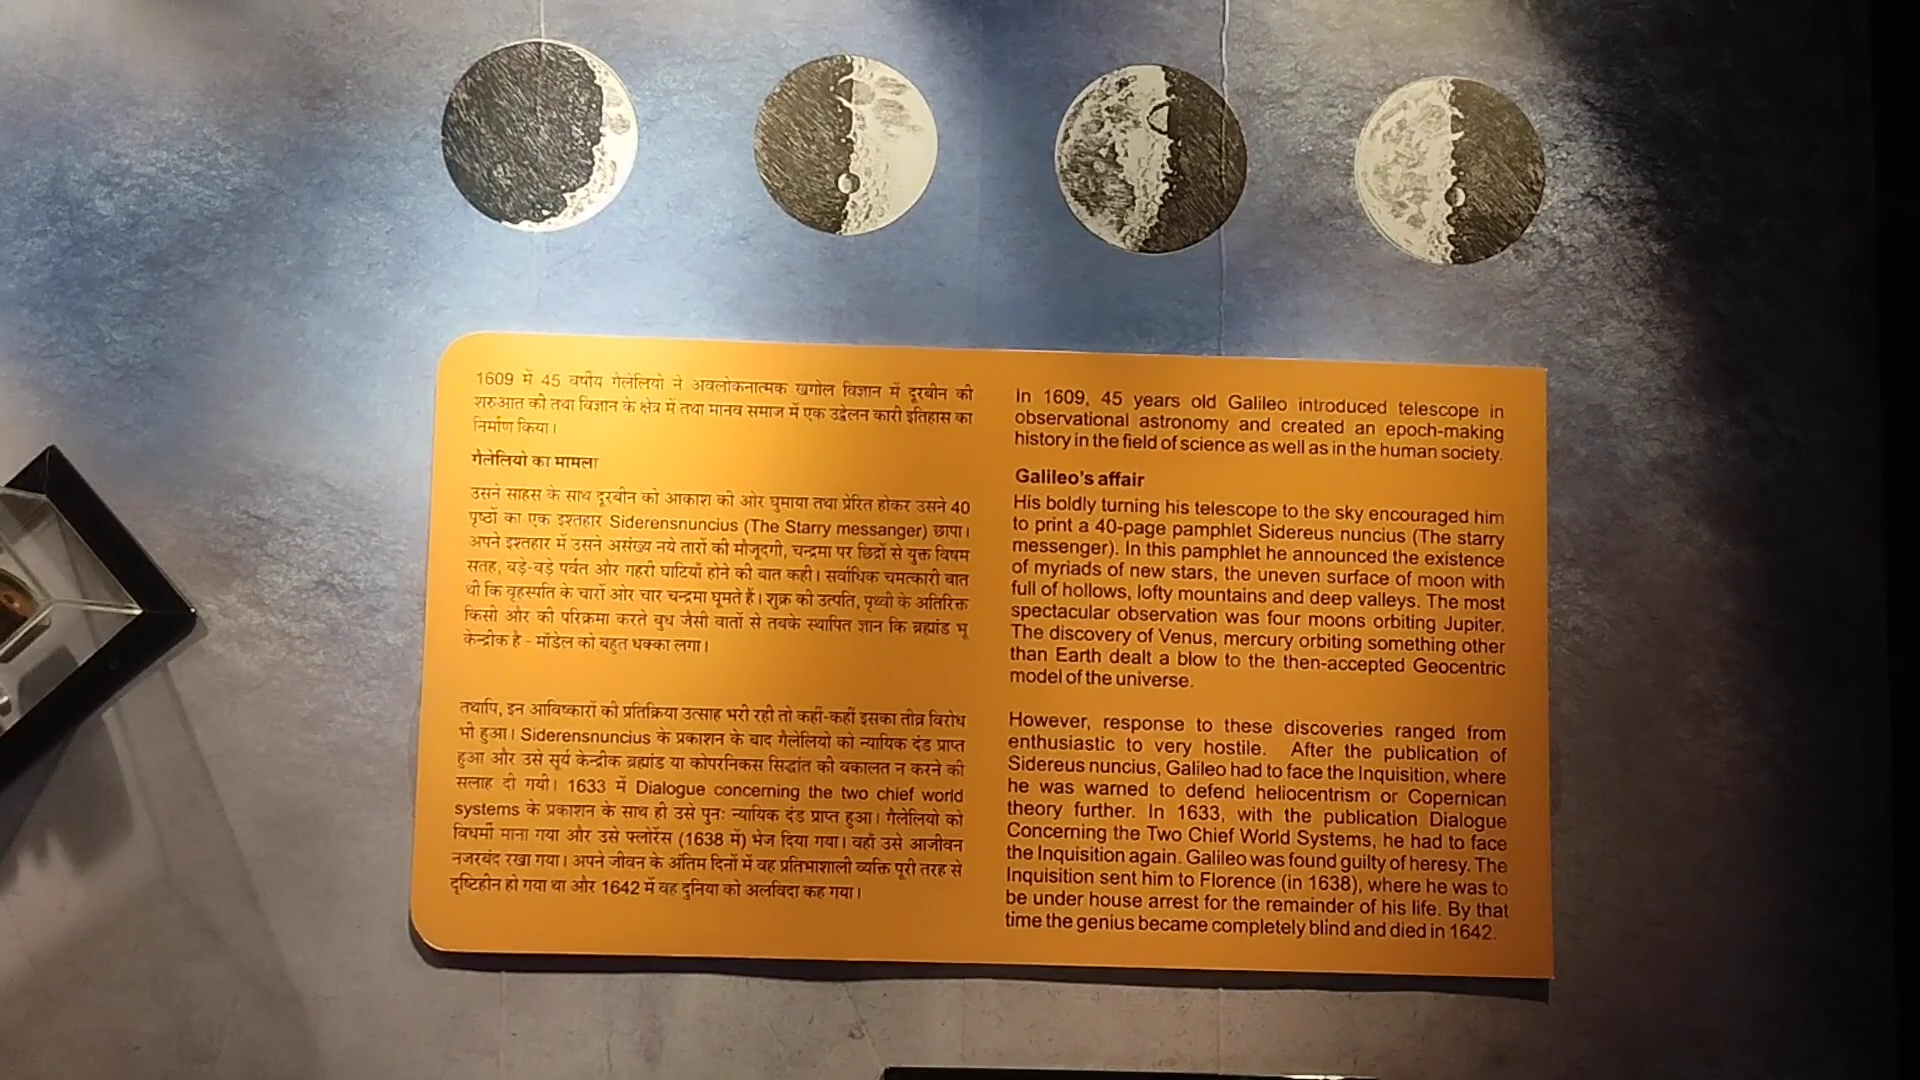 1609 में 45 वर्षीय गैलेलियो ने अवलोकनात्मक खगोल विज्ञान में दूरबीन की
शरुआत की तथा विज्ञान के क्षेत्र में तथा मानव समाज में एक उद्वेलन कारी इतिहास का
निर्माण किया।
गैलेलियो का मामला
उसने साहस के साथ दूरबीन को आकाश की ओर घुमाया तथा प्रेरित होकर उसने 40
पृष्ठों का एक इश्तहार Siderensnuncius (The Starry messanger) छापा।
अपने इश्तहार में उसने असंख्य नये तारों की मौजूदगी, चन्द्रमा पर छिद्रों से युक्त विषम
सतह, बड़े-बड़े पर्वत और गहरी घाटियाँ होने की बात कही। सर्वाधिक चमत्कारी बात
थी कि वृहस्पति के चारों ओर चार चन्द्रमा घूमते हैं। शुक्र की उत्पति, पृथ्वी के अतिरिक्त
किसी और की परिक्रमा करते बुध जैसी बातों से तबके स्थापित ज्ञान कि ब्रह्मांड भू
केन्द्रीक है - मॉडेल को बहुत धक्का लगा।
तथापि, इन आविष्कारों की प्रतिक्रिया उत्साह भरी रही तो कहीं-कहीं इसका तीव्र विरोध
भी हुआ। Siderensnuncius के प्रकाशन के बाद गैलेलियो को न्यायिक दंड प्राप्त
हुआ और उसे सूर्य केन्द्रीक ब्रह्मांड या कोपरनिकस सिद्धांत की वकालत न करने की
सलाह दी गयी। 1633 में Dialogue concerning the two chief world
systems के प्रकाशन के साथ ही उसे पुनः न्यायिक दंड प्राप्त हुआ। गैलेलियो को
विधर्मी माना गया और उसे फ्लोरेंस (1638 में) भेज दिया गया। वहाँ उसे आजीवन
नजरबंद रखा गया। अपने जीवन के अंतिम दिनों में वह प्रतिभाशाली व्यक्ति पूरी तरह से
दृष्टिहीन हो गया था और 1642 में वह दुनिया को अलविदा कह गया।
In 1609, 45 years old Galileo introduced telescope in
observational astronomy and created an epoch-making
history in the field of science as well as in the human society.
Galileo's affair
His boldly turning his telescope to the sky encouraged him
to print a 40-page pamphlet Sidereus nuncius (The starry
messenger). In this pamphlet he announced the existence
of myriads of new stars, the uneven surface of moon with
full of hollows, lofty mountains and deep valleys. The most
spectacular observation was four moons orbiting Jupiter.
The discovery of Venus, mercury orbiting something other
than Earth dealt a blow to the then-accepted Geocentric
model of the universe.
However, response to these discoveries ranged from
enthusiastic to very hostile. After the publication of
Sidereus nuncius, Galileo had to face the Inquisition, where
he was warned to defend heliocentrism or Copernican
theory further. In 1633, with the publication Dialogue
Concerning the Two Chief World Systems, he had to face
the Inquisition again. Galileo was found guilty of heresy. The
Inquisition sent him to Florence (in 1638), where he was to
be under house arrest for the remainder of his life. By that
time the genius became completely blind and died in 1642.